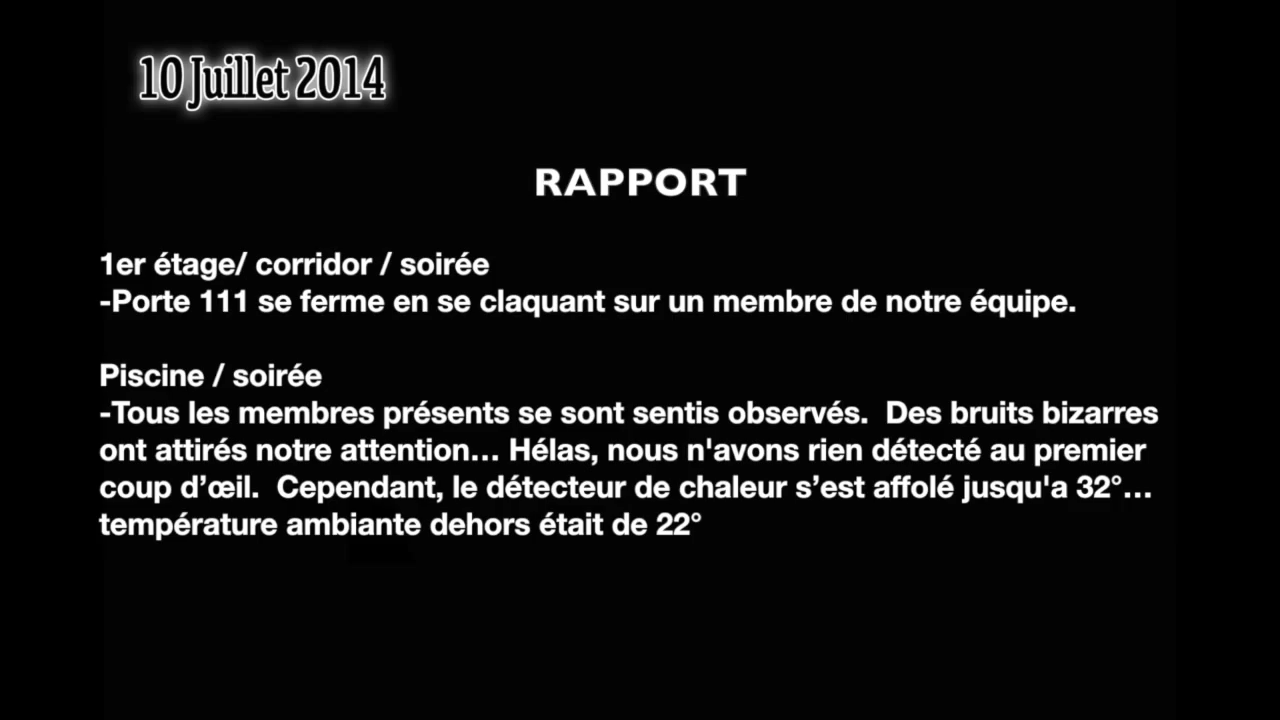 10 Juillet 2014
RAPPORT
1er étage/ corridor / soirée
-Porte 111 se ferme en se claquant sur un membre de notre équipe.
Piscine / soirée
-Tous les membres présents se sont sentis observés.  Des bruits bizarres
ont attirés notre attention… Hélas, nous n'avons rien détecté au premier
coup d’œil.  Cependant, le détecteur de chaleur s’est affolé jusqu'a 32°…
température ambiante dehors était de 22°